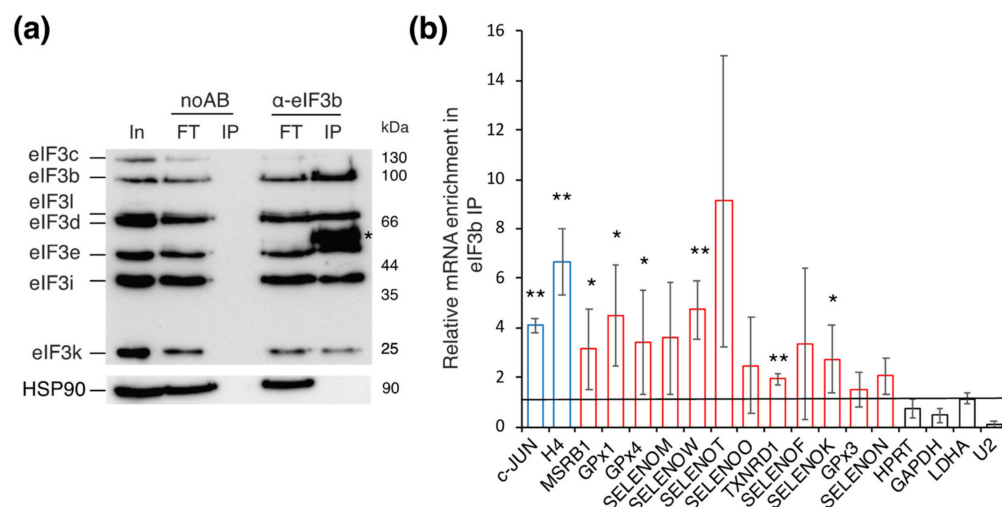 (a)
noAB α-eIF3b
In FT IP FT IP kDa
eIF3c 130
eIF3b 100
eIF3l
eIF3d 66
*
eIF3e
44
eIF3i
35
eIF3k 25
HSP90 90
(b)
Relative mRNA enrichment in
eIF3b IP
16
14
12
10
8
6
4
2
0
** ** * * * ** ** *
c-JUN
H4
MSRB1
GPx1
GPx4
SELENOM
SELENOW
SELENOT
SELENOO
TXNRD1
SELENOF
SELENOK
GPx3
SELENON
HPRT
GAPDH
LDHA
U2